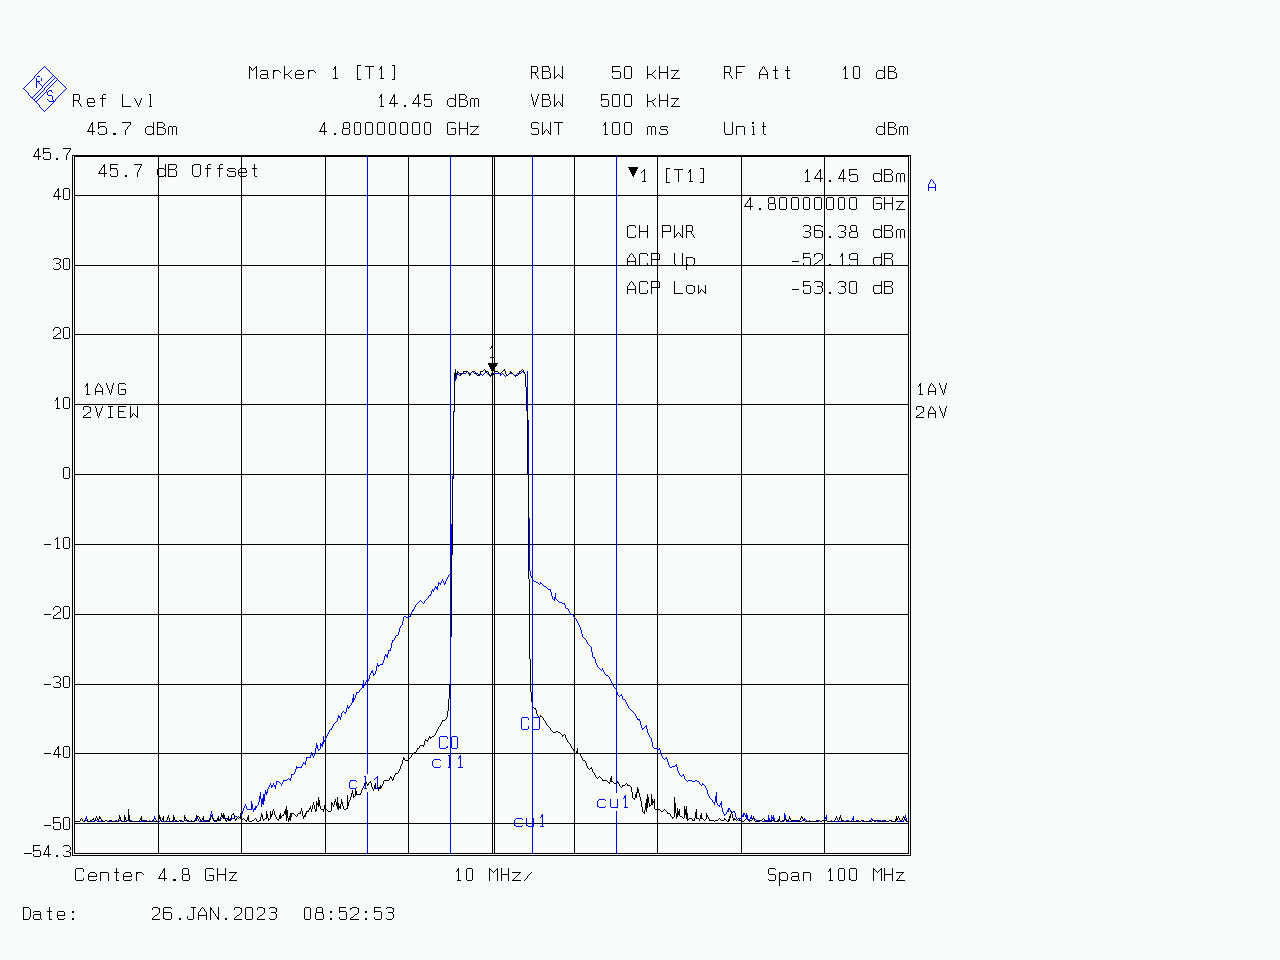 Marker 1 [T1] RBW 50 kHz RF Att 10 dB
R S
Ref Lvl 14.45 dBm VBW 500 kHz
45.7 dBm 4.80000000 GHz SWT 100 ms Unit dBm
45.7
45.7 dB Offset
1 [T1] 14.45 dBm
A
40
4.80000000 GHz
CH PWR 36.38 dBm
ACP Up -52.19 dB
30
ACP Low -53.30 dB
20
1
1AVG 1AV
10
2VIEW 2AV
0
-10
-20
-30
C0
C0
-40
cl1
cl1
cu1
cu1
-50
-54.3
Center 4.8 GHz 10 MHz/ Span 100 MHz
Date: 26.JAN.2023 08:52:53